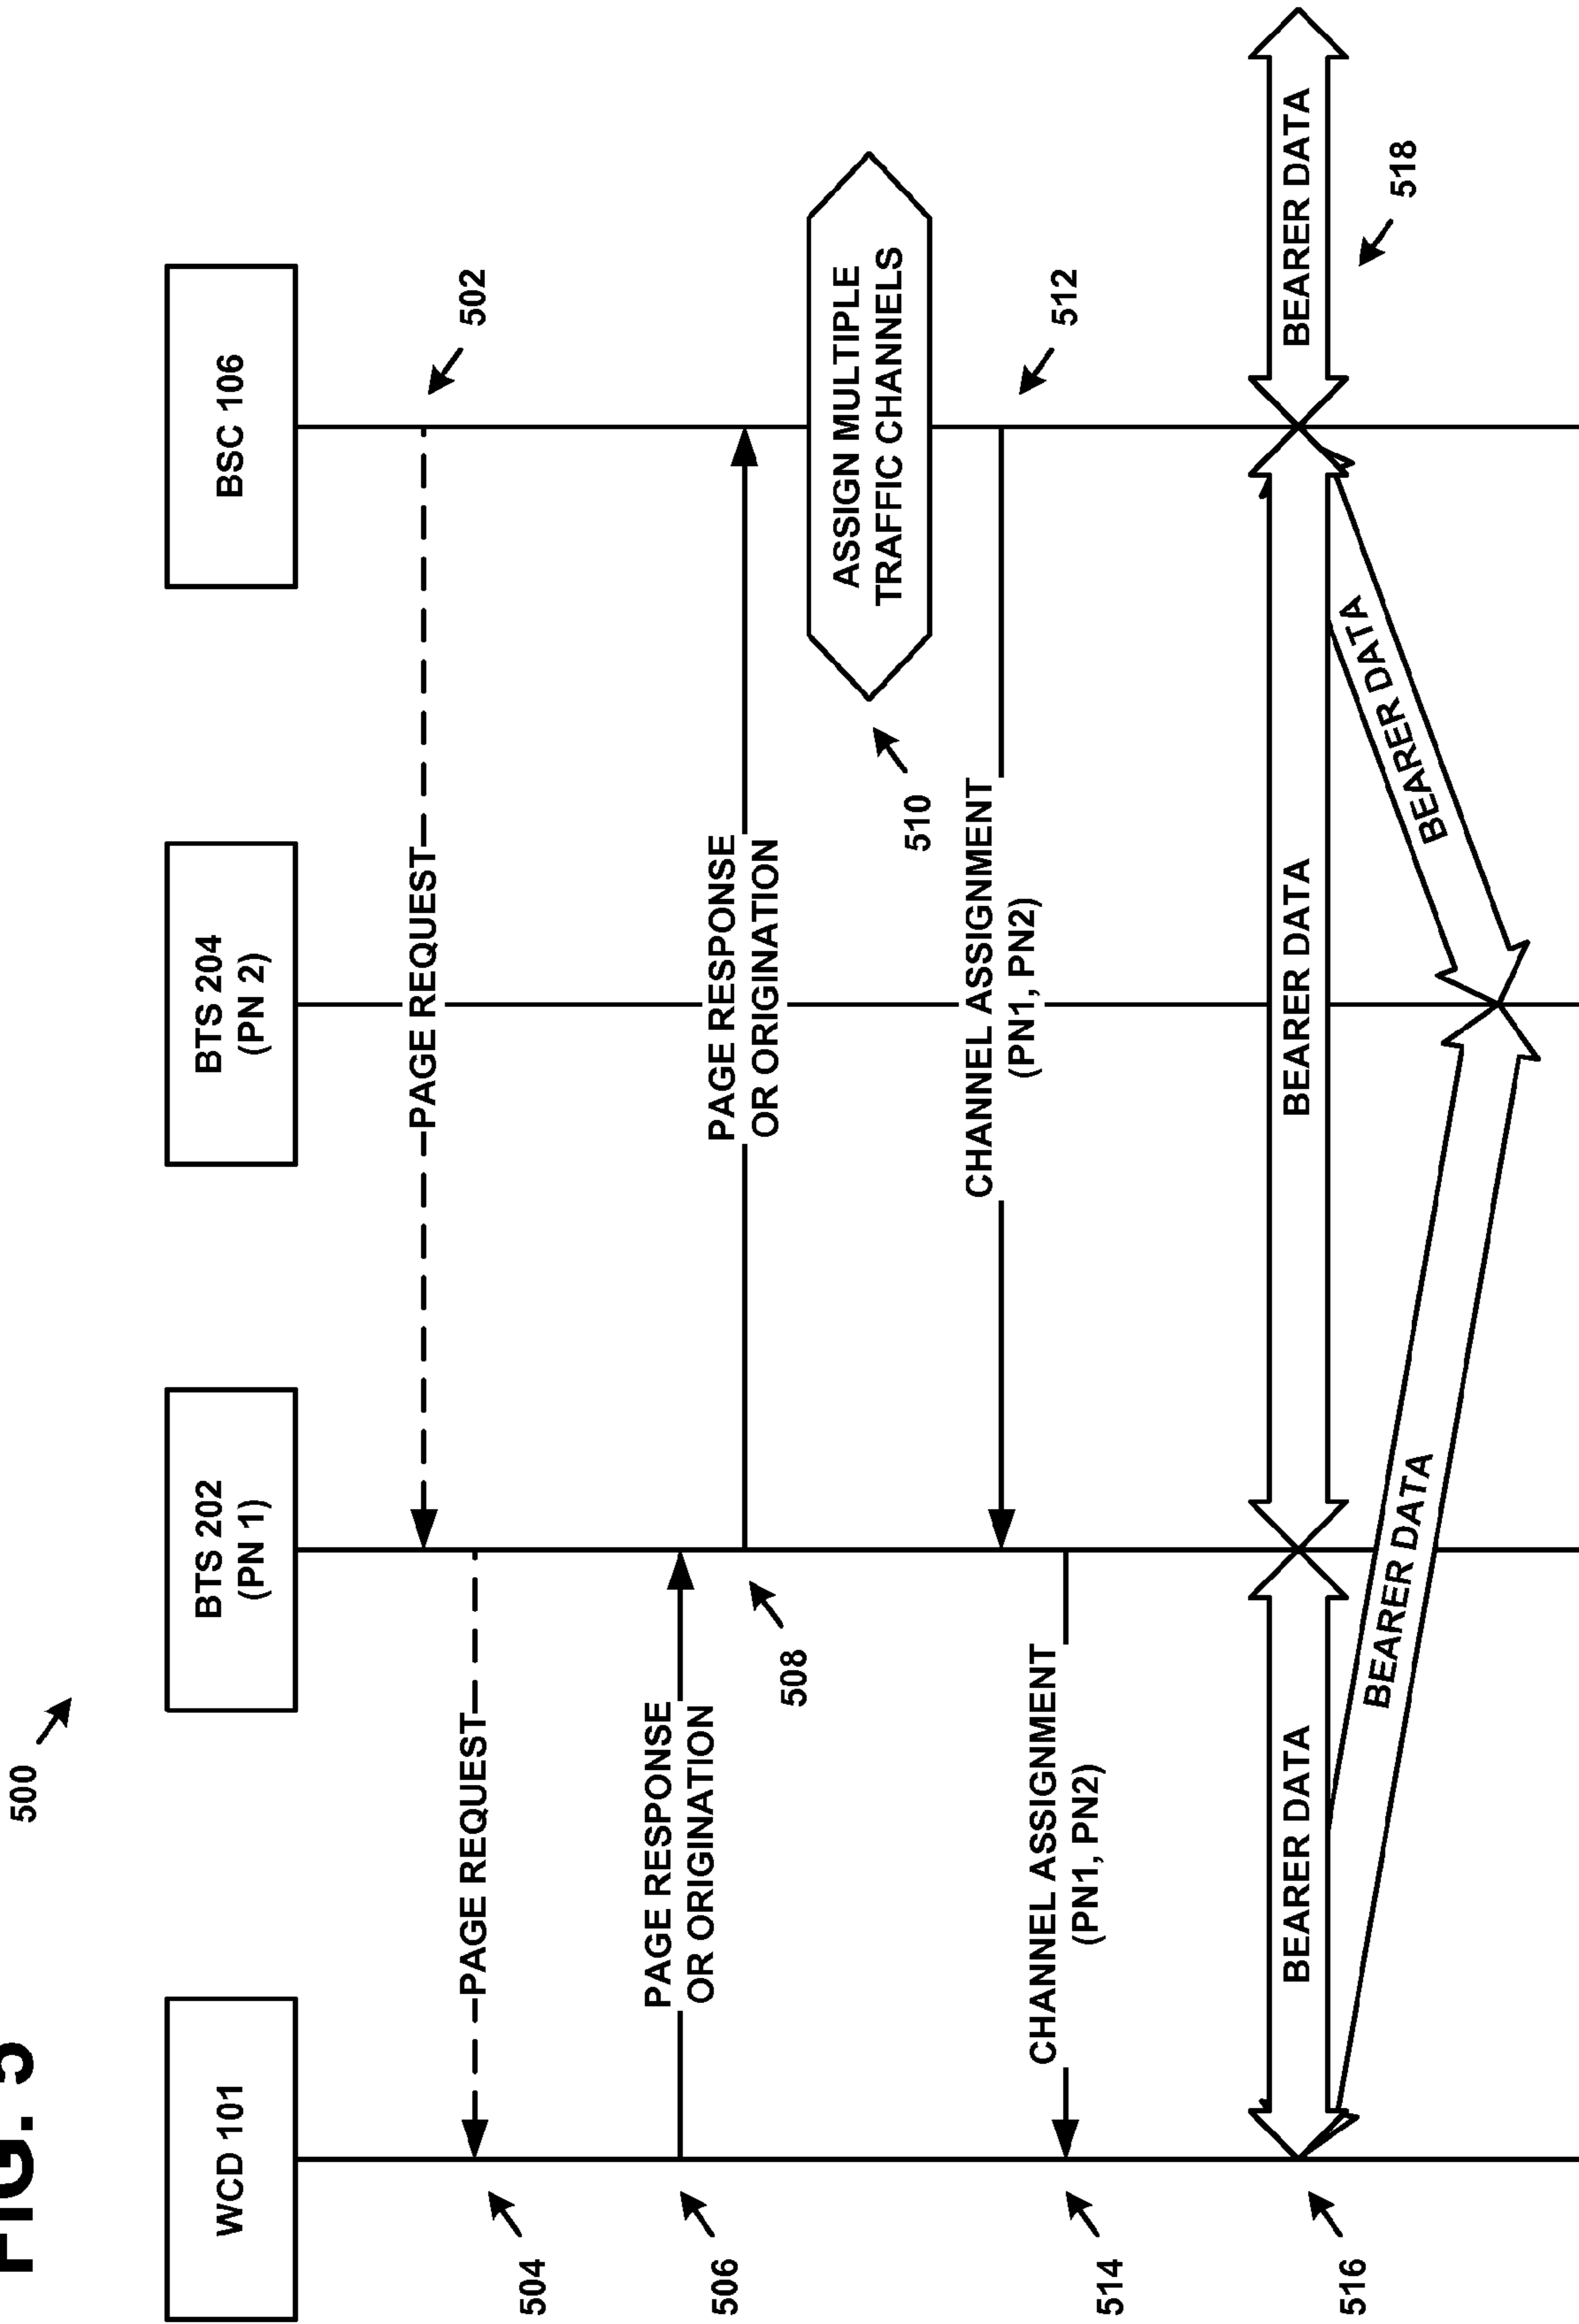 FIG. 5
500
WCD 101
BTS 202
(PN 1)
BTS 204
(PN 2)
BSC 106
PAGE REQUEST
502
PAGE REQUEST
504
PAGE RESPONSE
OR ORIGINATION
506
PAGE RESPONSE
OR ORIGINATION
508
ASSIGN MULTIPLE
TRAFFIC CHANNELS
510
CHANNEL ASSIGNMENT
(PN1, PN2)
512
CHANNEL ASSIGNMENT
(PN1, PN2)
514
BEARER DATA
BEARER DATA
BEARER DATA
516
518
BEARER DATA
BEARER DATA